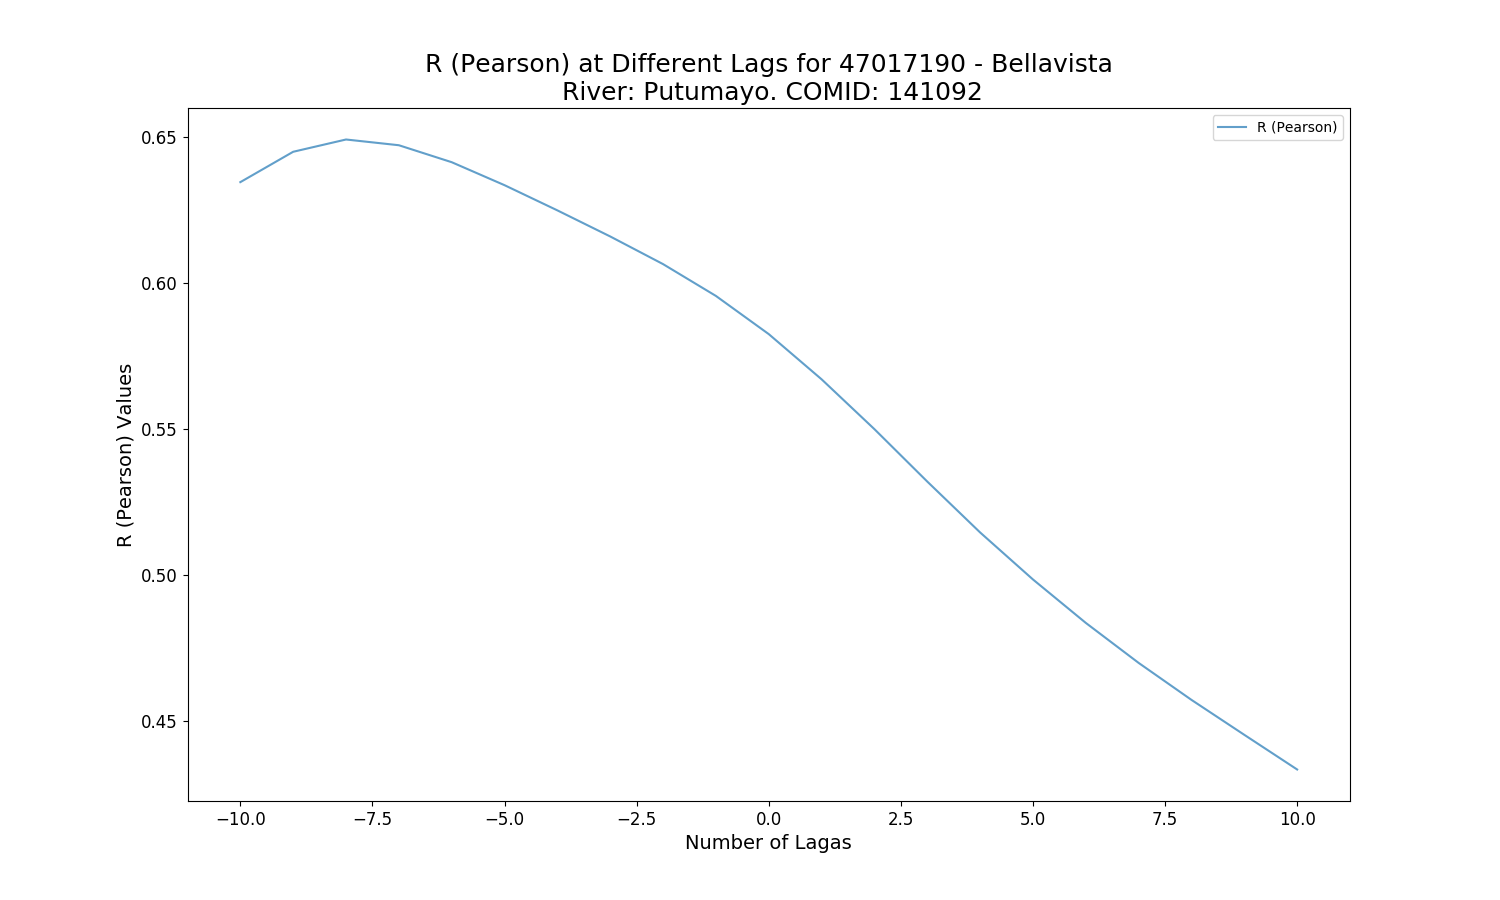 R (Pearson) at Different Lags for 47017190 - Bellavista
River: Putumayo. COMID: 141092
R (Pearson)
0.65
0.60
0.55
0.50
0.45
R (Pearson) Values
−10.0 −7.5 −5.0 −2.5 0.0 2.5 5.0 7.5 10.0
Number of Lagas